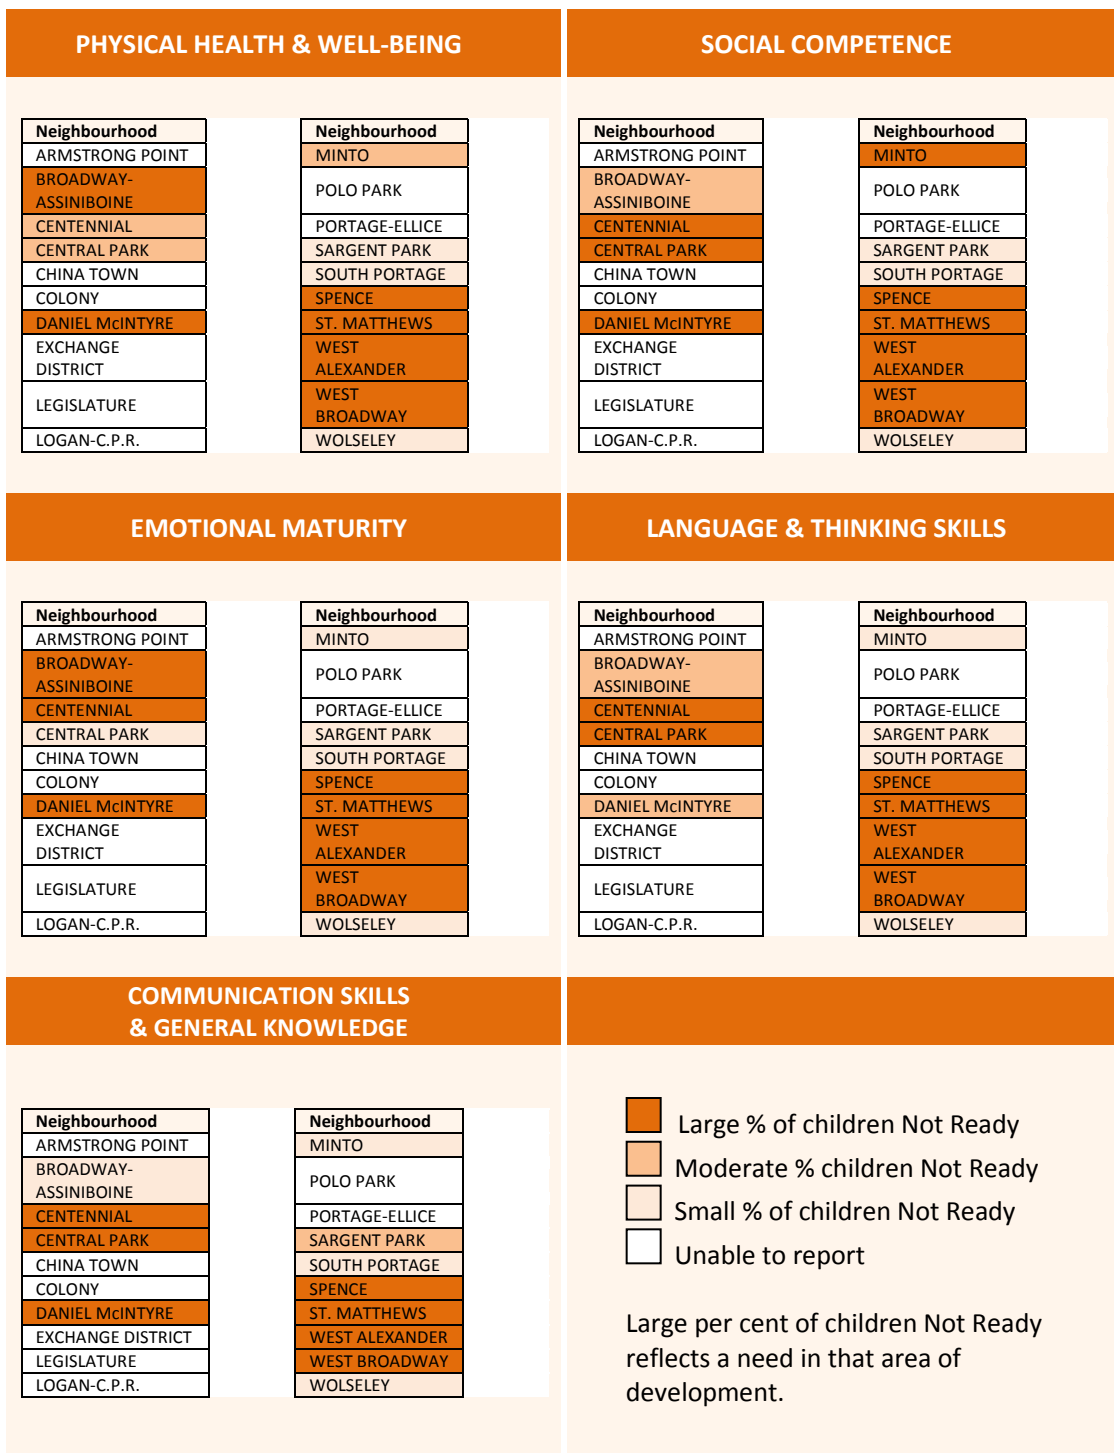 PHYSICAL HEALTH & WELL-BEING
Neighbourhood
ARMSTRONG POINT
BROADWAY-
ASSINIBOINE
CENTENNIAL
CENTRAL PARK
CHINA TOWN
COLONY
DANIEL McINTYRE
EXCHANGE
DISTRICT
LEGISLATURE
LOGAN-C.P.R.
Neighbourhood
MINTO
POLO PARK
PORTAGE-ELLICE
SARGENT PARK
SOUTH PORTAGE
SPENCE
ST. MATTHEWS
WEST
ALEXANDER
WEST
BROADWAY
WOLSELEY
SOCIAL COMPETENCE
Neighbourhood
ARMSTRONG POINT
BROADWAY-
ASSINIBOINE
CENTENNIAL
CENTRAL PARK
CHINA TOWN
COLONY
DANIEL McINTYRE
EXCHANGE
DISTRICT
LEGISLATURE
LOGAN-C.P.R.
Neighbourhood
MINTO
POLO PARK
PORTAGE-ELLICE
SARGENT PARK
SOUTH PORTAGE
SPENCE
ST. MATTHEWS
WEST
ALEXANDER
WEST
BROADWAY
WOLSELEY
EMOTIONAL MATURITY
Neighbourhood
ARMSTRONG POINT
BROADWAY-
ASSINIBOINE
CENTENNIAL
CENTRAL PARK
CHINA TOWN
COLONY
DANIEL McINTYRE
EXCHANGE
DISTRICT
LEGISLATURE
LOGAN-C.P.R.
Neighbourhood
MINTO
POLO PARK
PORTAGE-ELLICE
SARGENT PARK
SOUTH PORTAGE
SPENCE
ST. MATTHEWS
WEST
ALEXANDER
WEST
BROADWAY
WOLSELEY
LANGUAGE & THINKING SKILLS
Neighbourhood
ARMSTRONG POINT
BROADWAY-
ASSINIBOINE
CENTENNIAL
CENTRAL PARK
CHINA TOWN
COLONY
DANIEL McINTYRE
EXCHANGE
DISTRICT
LEGISLATURE
LOGAN-C.P.R.
Neighbourhood
MINTO
POLO PARK
PORTAGE-ELLICE
SARGENT PARK
SOUTH PORTAGE
SPENCE
ST. MATTHEWS
WEST
ALEXANDER
WEST
BROADWAY
WOLSELEY
COMMUNICATION SKILLS
& GENERAL KNOWLEDGE
Neighbourhood
ARMSTRONG POINT
BROADWAY-
ASSINIBOINE
CENTENNIAL
CENTRAL PARK
CHINA TOWN
COLONY
DANIEL McINTYRE
EXCHANGE DISTRICT
LEGISLATURE
LOGAN-C.P.R.
Neighbourhood
MINTO
POLO PARK
PORTAGE-ELLICE
SARGENT PARK
SOUTH PORTAGE
SPENCE
ST. MATTHEWS
WEST ALEXANDER
WEST BROADWAY
WOLSELEY
Large % of children Not Ready
Moderate % children Not Ready
Small % of children Not Ready
Unable to report
Large per cent of children Not Ready
reflects a need in that area of
development.